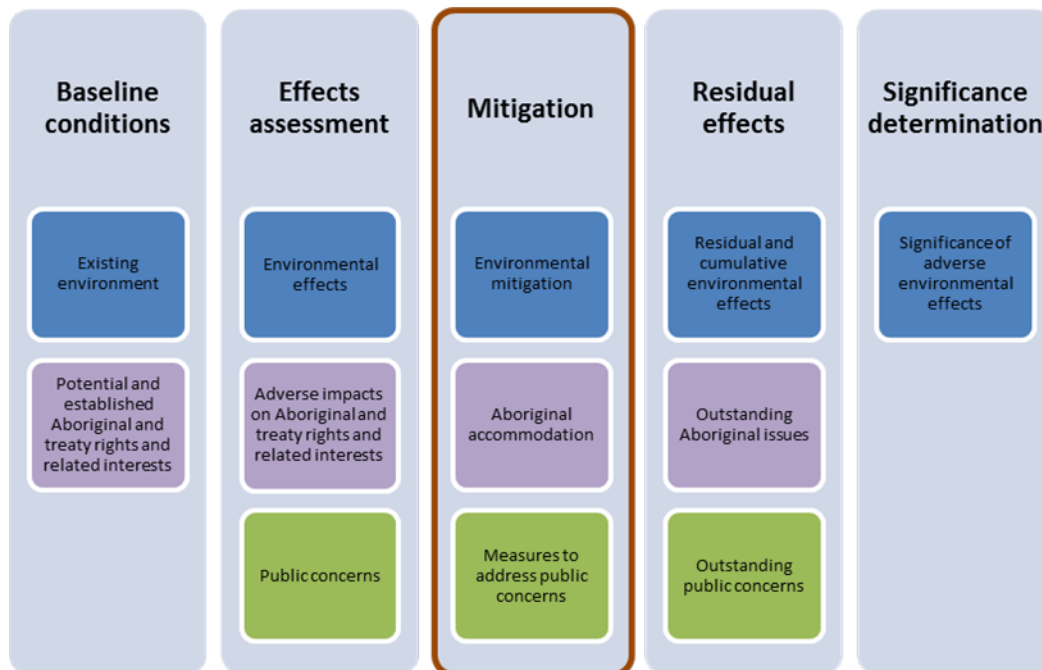 Baseline
conditions
Existing
environment
Potential and
established
Aboriginal and
treaty rights and
related interests
Effects
assessment
Environmental
effects
Adverse impacts
on Aboriginal and
treaty rights and
related interests
Public concerns
Mitigation
Environmental
mitigation
Aboriginal
accommodation
Measures to
address public
concerns
Residual
effects
Residual and
cumulative
environmental
effects
Outstanding
Aboriginal issues
Outstanding
public concerns
Significance
determination
Significance of
adverse
environmental
effects